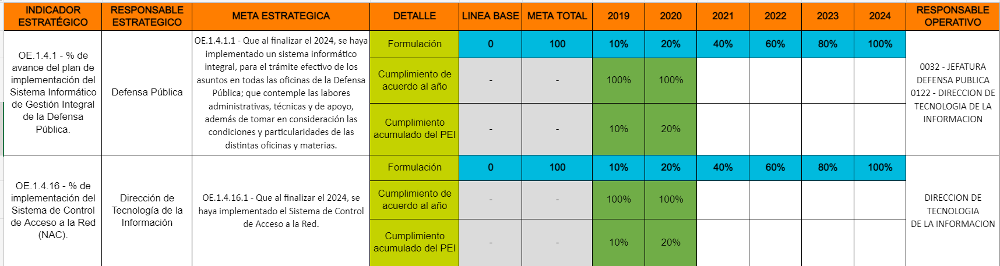 INDICADOR
ESTRATÉGICO
RESPONSABLE
ESTRATEGICO
META ESTRATEGICA
DETALLE
LINEA BASE
META TOTAL
2019
2020
2021
2022
2023
2024
RESPONSABLE
OPERATIVO
OE.1.4.1 - % de
avance del plan de
implementación del
Sistema Informático
de Gestión Integral
de la Defensa
Pública.
Defensa Pública
OE.1.4.1.1 - Que al finalizar el 2024, se haya
implementado un sistema informático
integral, para el trámite efectivo de los
asuntos en todas las oficinas de la Defensa
Pública; que contemple las labores
administrativas, técnicas y de apoyo,
además de tomar en consideración las
condiciones y particularidades de las
distintas oficinas y materias.
Formulación
0
100
10%
20%
40%
60%
80%
100%
Cumplimiento de
acuerdo al año
-
-
100%
100%
Cumplimiento
acumulado del PEI
-
-
10%
20%
0032 - JEFATURA
DEFENSA PUBLICA
0122 - DIRECCION DE
TECNOLOGIA DE LA
INFORMACION
OE.1.4.16 - % de
implementación del
Sistema de Control
de Acceso a la Red
(NAC).
Dirección de
Tecnología de la
Información
OE.1.4.16.1 - Que al finalizar el 2024, se
haya implementado el Sistema de Control
de Acceso a la Red.
Formulación
0
100
10%
20%
40%
60%
80%
100%
Cumplimiento de
acuerdo al año
-
-
100%
100%
Cumplimiento
acumulado del PEI
-
-
10%
20%
DIRECCION DE
TECNOLOGIA
DE LA INFORMACION